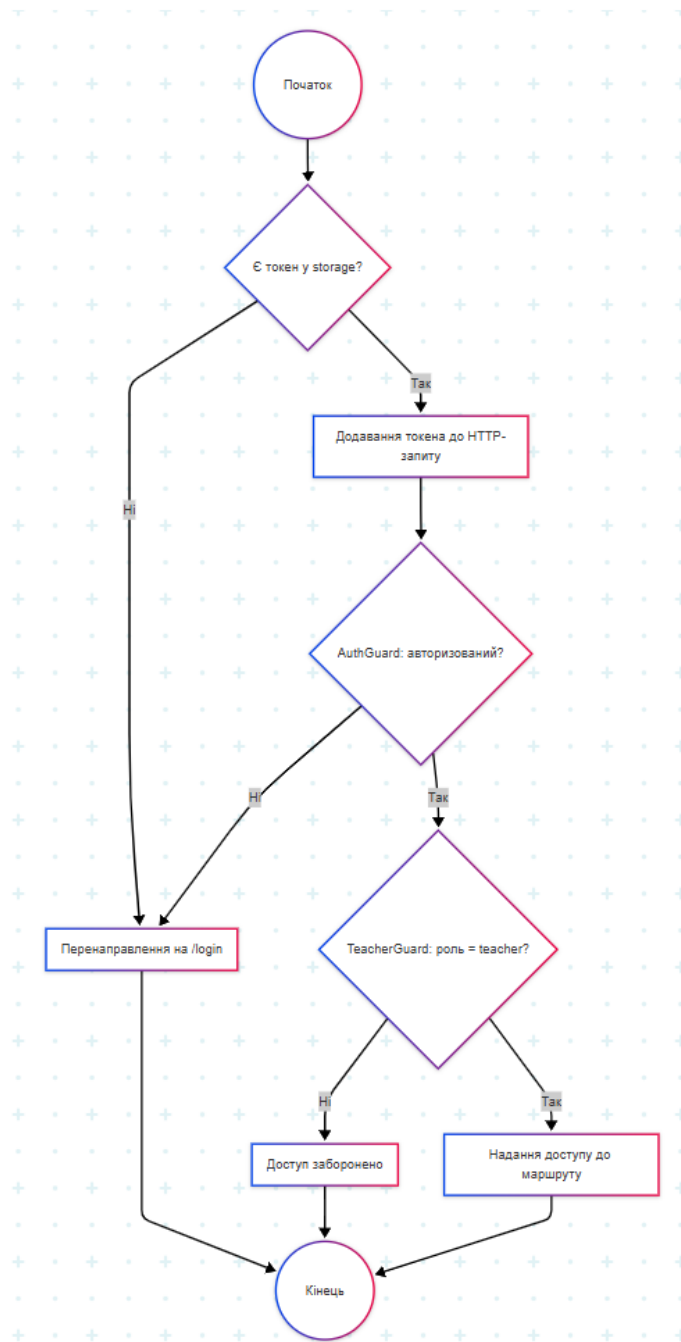 Початок
Є токен у storage?
Так
Додавання токена до HTTP-
запиту
Ні
AuthGuard: авторизований?
Ні
Так
Перенаправлення на /login
TeacherGuard: роль = teacher?
Ні
Так
Доступ заборонено
Надання доступу до
маршруту
Кінець